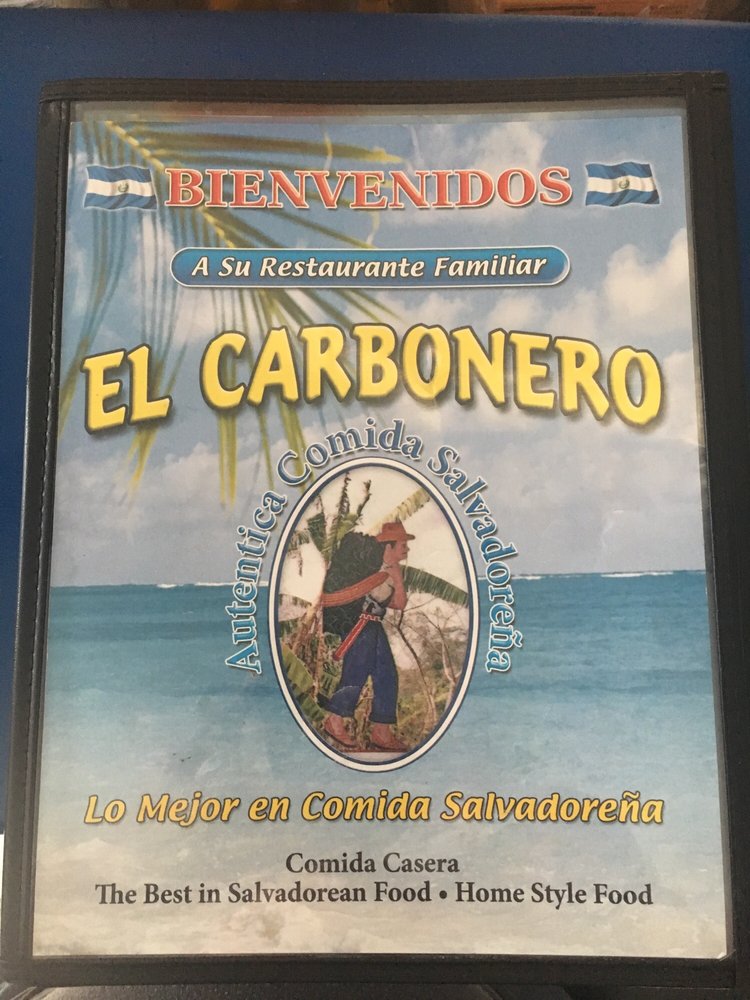 BIENVENIDOS
A Su Restaurante Familiar
EL CARBONERO
Autentica Comida Salvadoreña
Lo Mejor en Comida Salvadoreña
Comida Casera
The Best in Salvadorean Food • Home Style Food